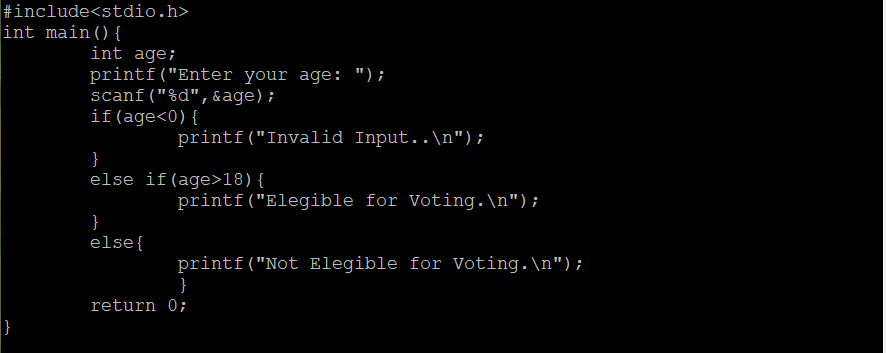 #include<stdio.h>
int main(){
        int age;
        printf("Enter your age: ");
        scanf("%d",&age);
        if(age<0){
                printf("Invalid Input..\n");
        }
        else if(age>18){
                printf("Elegible for Voting.\n");
        }
        else{
                printf("Not Elegible for Voting.\n");
                }
        return 0;
}